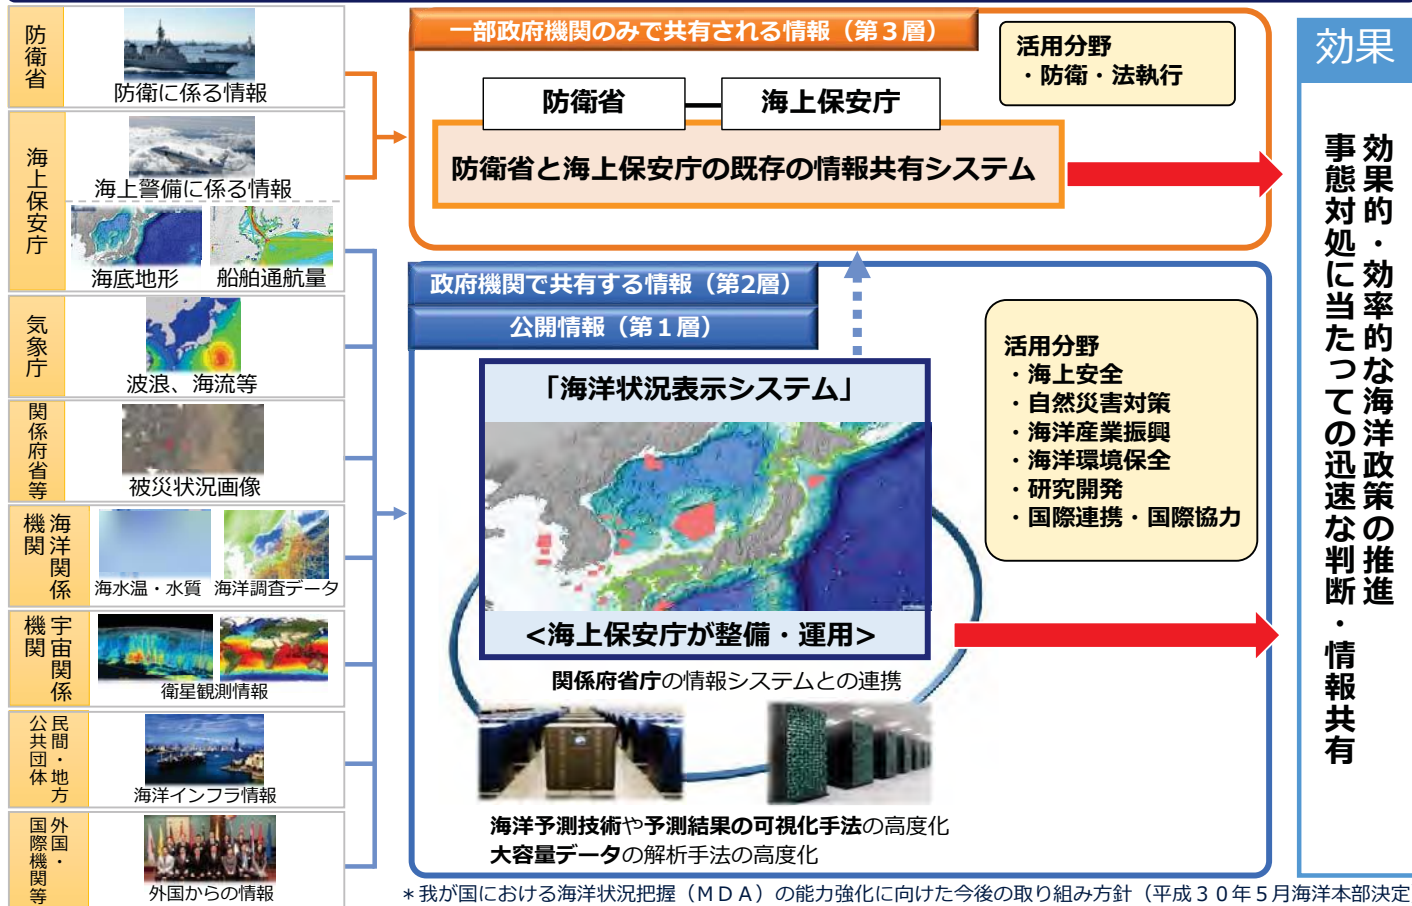 防衛省
防衛に係る情報
海上保安庁
海上警備に係る情報
海底地形
船舶通航量
気象庁
波浪、海流等
関係府省等
被災状況画像
海洋関係
機関
海水温・水質
海洋調査データ
宇宙関係
機関
衛星観測情報
民間・地方
公共団体
海洋インフラ情報
外国・
国際機関等
外国からの情報
一部政府機関のみで共有される情報（第３層）
活用分野
・防衛・法執行
防衛省
海上保安庁
防衛省と海上保安庁の既存の情報共有システム
政府機関で共有する情報（第2層）
公開情報（第１層）
「海洋状況表示システム」
<海上保安庁が整備・運用>
関係府省庁の情報システムとの連携
海洋予測技術や予測結果の可視化手法の高度化
大容量データの解析手法の高度化
活用分野
・海上安全
・自然災害対策
・海洋産業振興
・海洋環境保全
・研究開発
・国際連携・国際協力
効果
効果的・効率的な海洋政策の推進
事態対処に当たっての迅速な判断・情報共有
＊我が国における海洋状況把握（ＭＤＡ）の能力強化に向けた今後の取り組み方針（平成３０年５月海洋本部決定